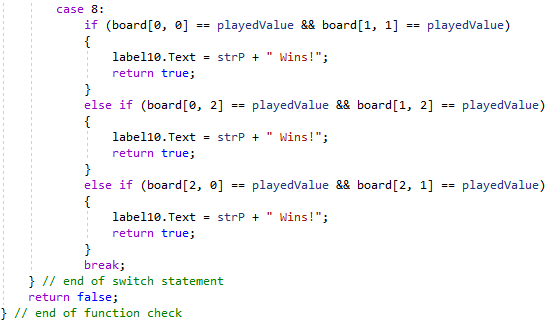 case 8:
if (board[0, 0] == playedValue && board[1, 1] == playedValue)
{
label10.Text = strP + " Wins!";
return true;
}
else if (board[0, 2] == playedValue && board[1, 2] == playedValue)
{
label10.Text = strP + " Wins!";
return true;
}
else if (board[2, 0] == playedValue && board[2, 1] == playedValue)
{
label10.Text = strP + " Wins!";
return true;
}
break;
} // end of switch statement
return false;
} // end of function check